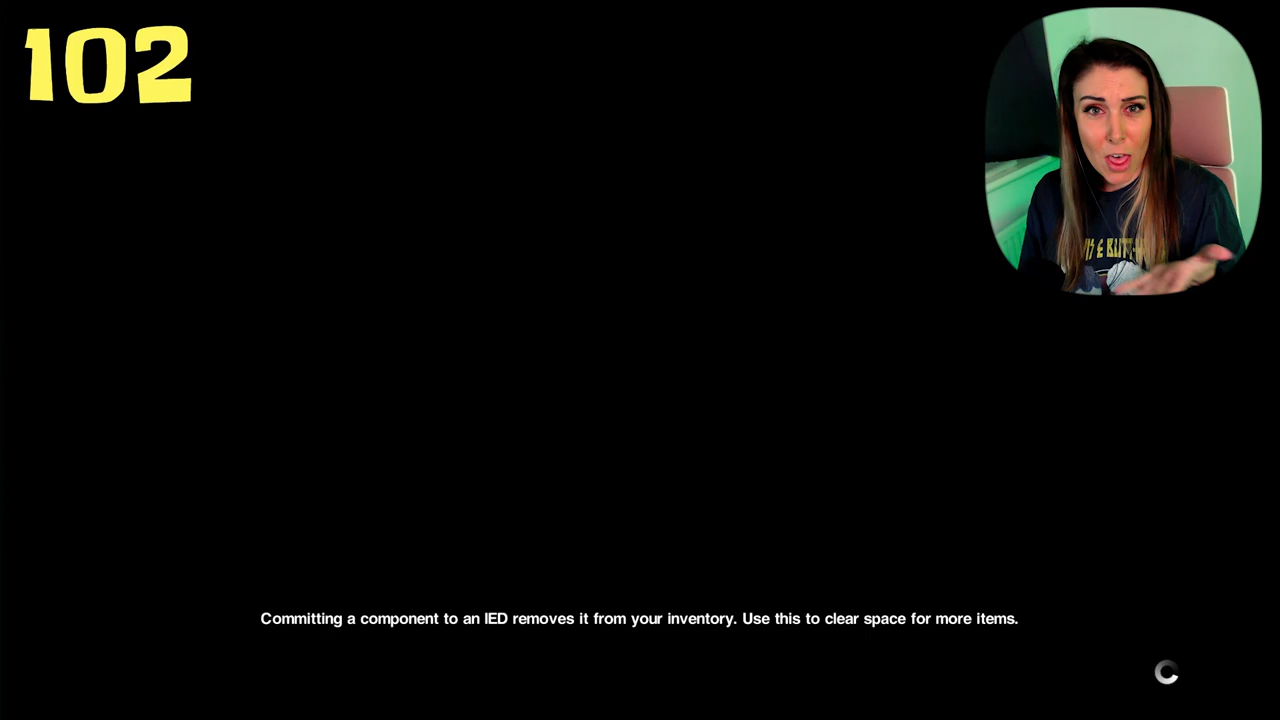 102
Committing a component to an IED removes it from your inventory. Use this to clear space for more items.